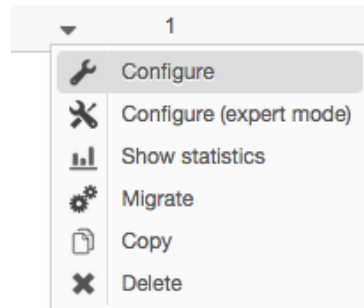 1
Configure
Configure (expert mode)
Show statistics
Migrate
Copy
Delete